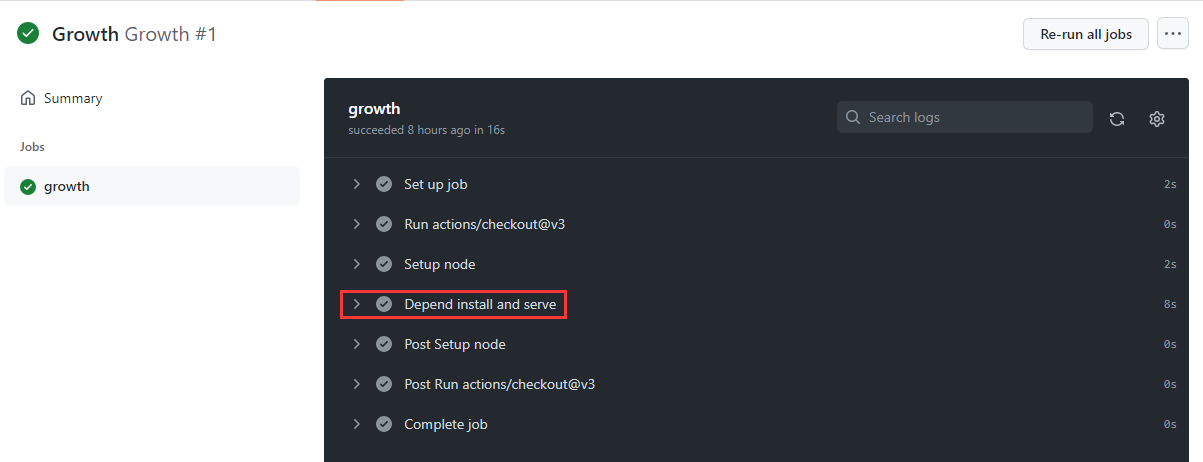 Growth Growth #1
Re-run all jobs
Summary
Jobs
growth
growth
succeeded 8 hours ago in 16s
Search logs
Set up job 2s
Run actions/checkout@v3 0s
Setup node 2s
Depend install and serve 8s
Post Setup node 0s
Post Run actions/checkout@v3 0s
Complete job 0s